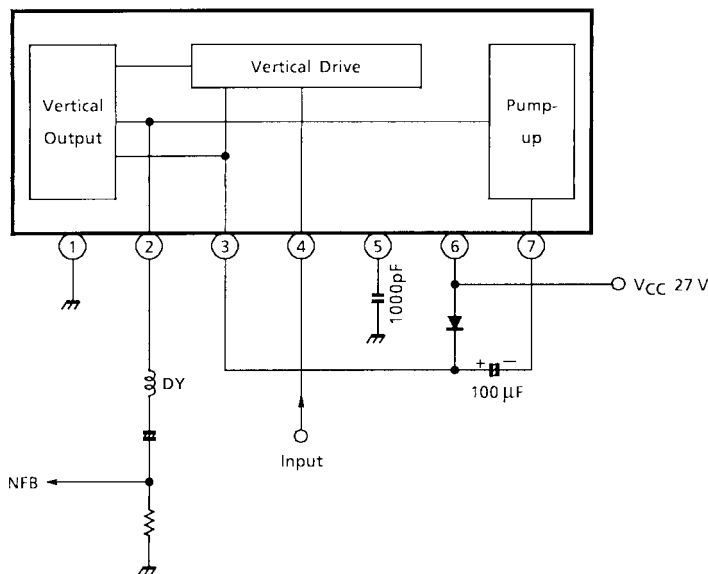 Vertical Drive
Vertical
Output
Pump-
up
1
2
3
4
5
6
7
1000pF
VCC 27 V
+
−
100 µF
DY
Input
NFB